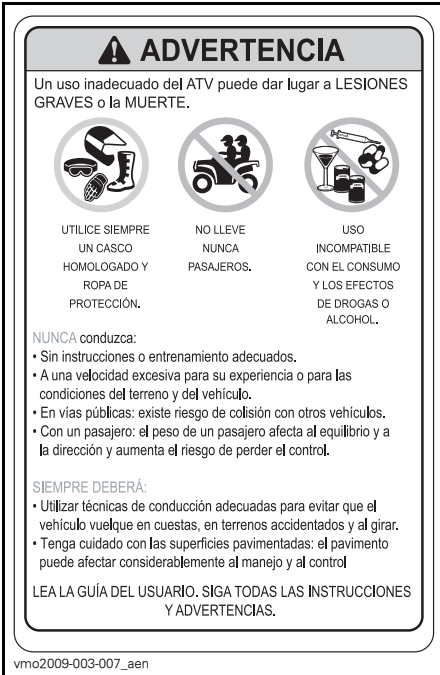 ADVERTENCIA
Un uso inadecuado del ATV puede dar lugar a LESIONES
GRAVES o la MUERTE.
UTILICE SIEMPRE
UN CASCO
HOMOLOGADO Y
ROPA DE
PROTECCIÓN.
NO LLEVE
NUNCA
PASAJEROS.
USO
INCOMPATIBLE
CON EL CONSUMO
Y LOS EFECTOS
DE DROGAS O
ALCOHOL.
NUNCA conduzca:
• Sin instrucciones o entrenamiento adecuados.
• A una velocidad excesiva para su experiencia o para las
condiciones del terreno y del vehículo.
• En vías públicas: existe riesgo de colisión con otros vehículos.
• Con un pasajero: el peso de un pasajero afecta al equilibrio y a
la dirección y aumenta el riesgo de perder el control.
SIEMPRE DEBERÁ:
• Utilizar técnicas de conducción adecuadas para evitar que el
vehículo vuelque en cuestas, en terrenos accidentados y al girar.
• Tenga cuidado con las superficies pavimentadas: el pavimento
puede afectar considerablemente al manejo y al control
LEA LA GUÍA DEL USUARIO. SIGA TODAS LAS INSTRUCCIONES
Y ADVERTENCIAS.
vmo2009-003-007_aen